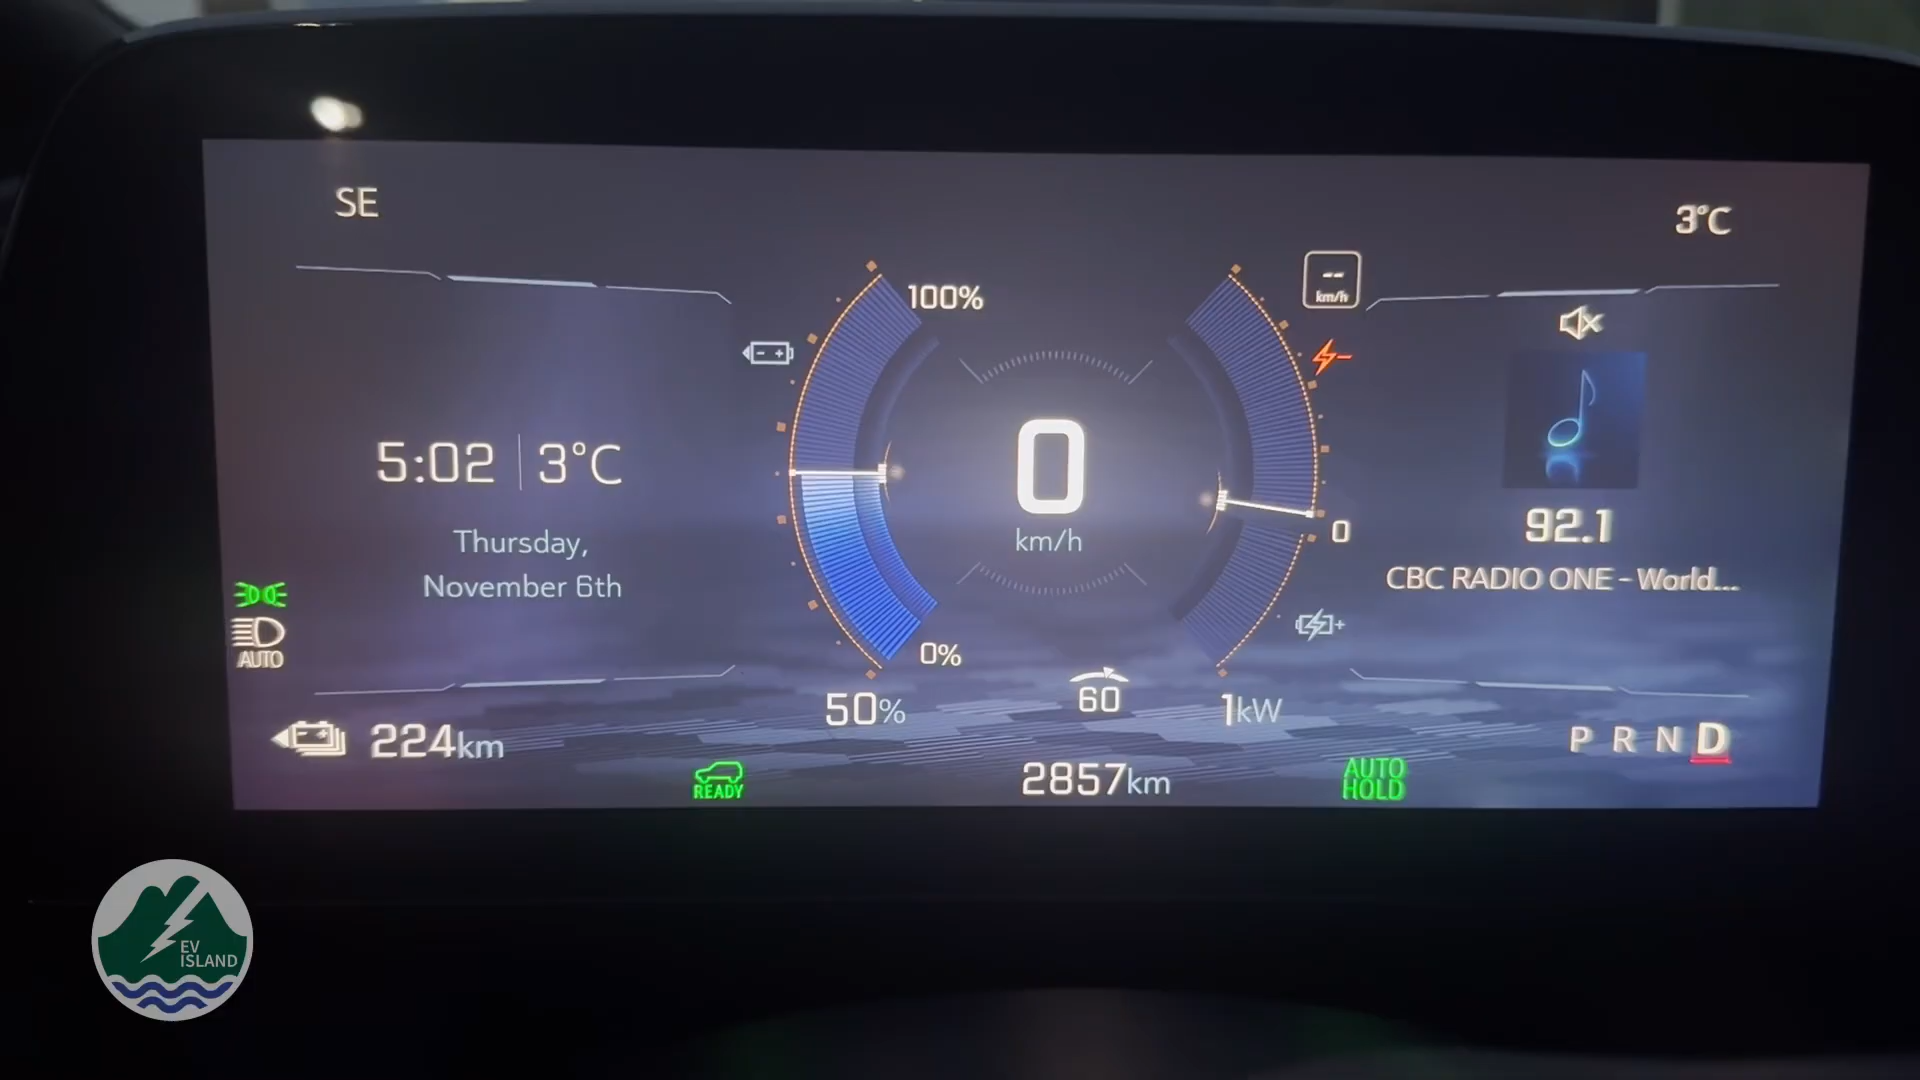 SE
3°C
100%
--
km/h
5:02 3°C
0
km/h
0
92.1
Thursday,
November 6th
CBC RADIO ONE - World...
AUTO
0%
50%
60
1kW
224km
P R N D
READY
2857km
AUTO
HOLD
EV
ISLAND